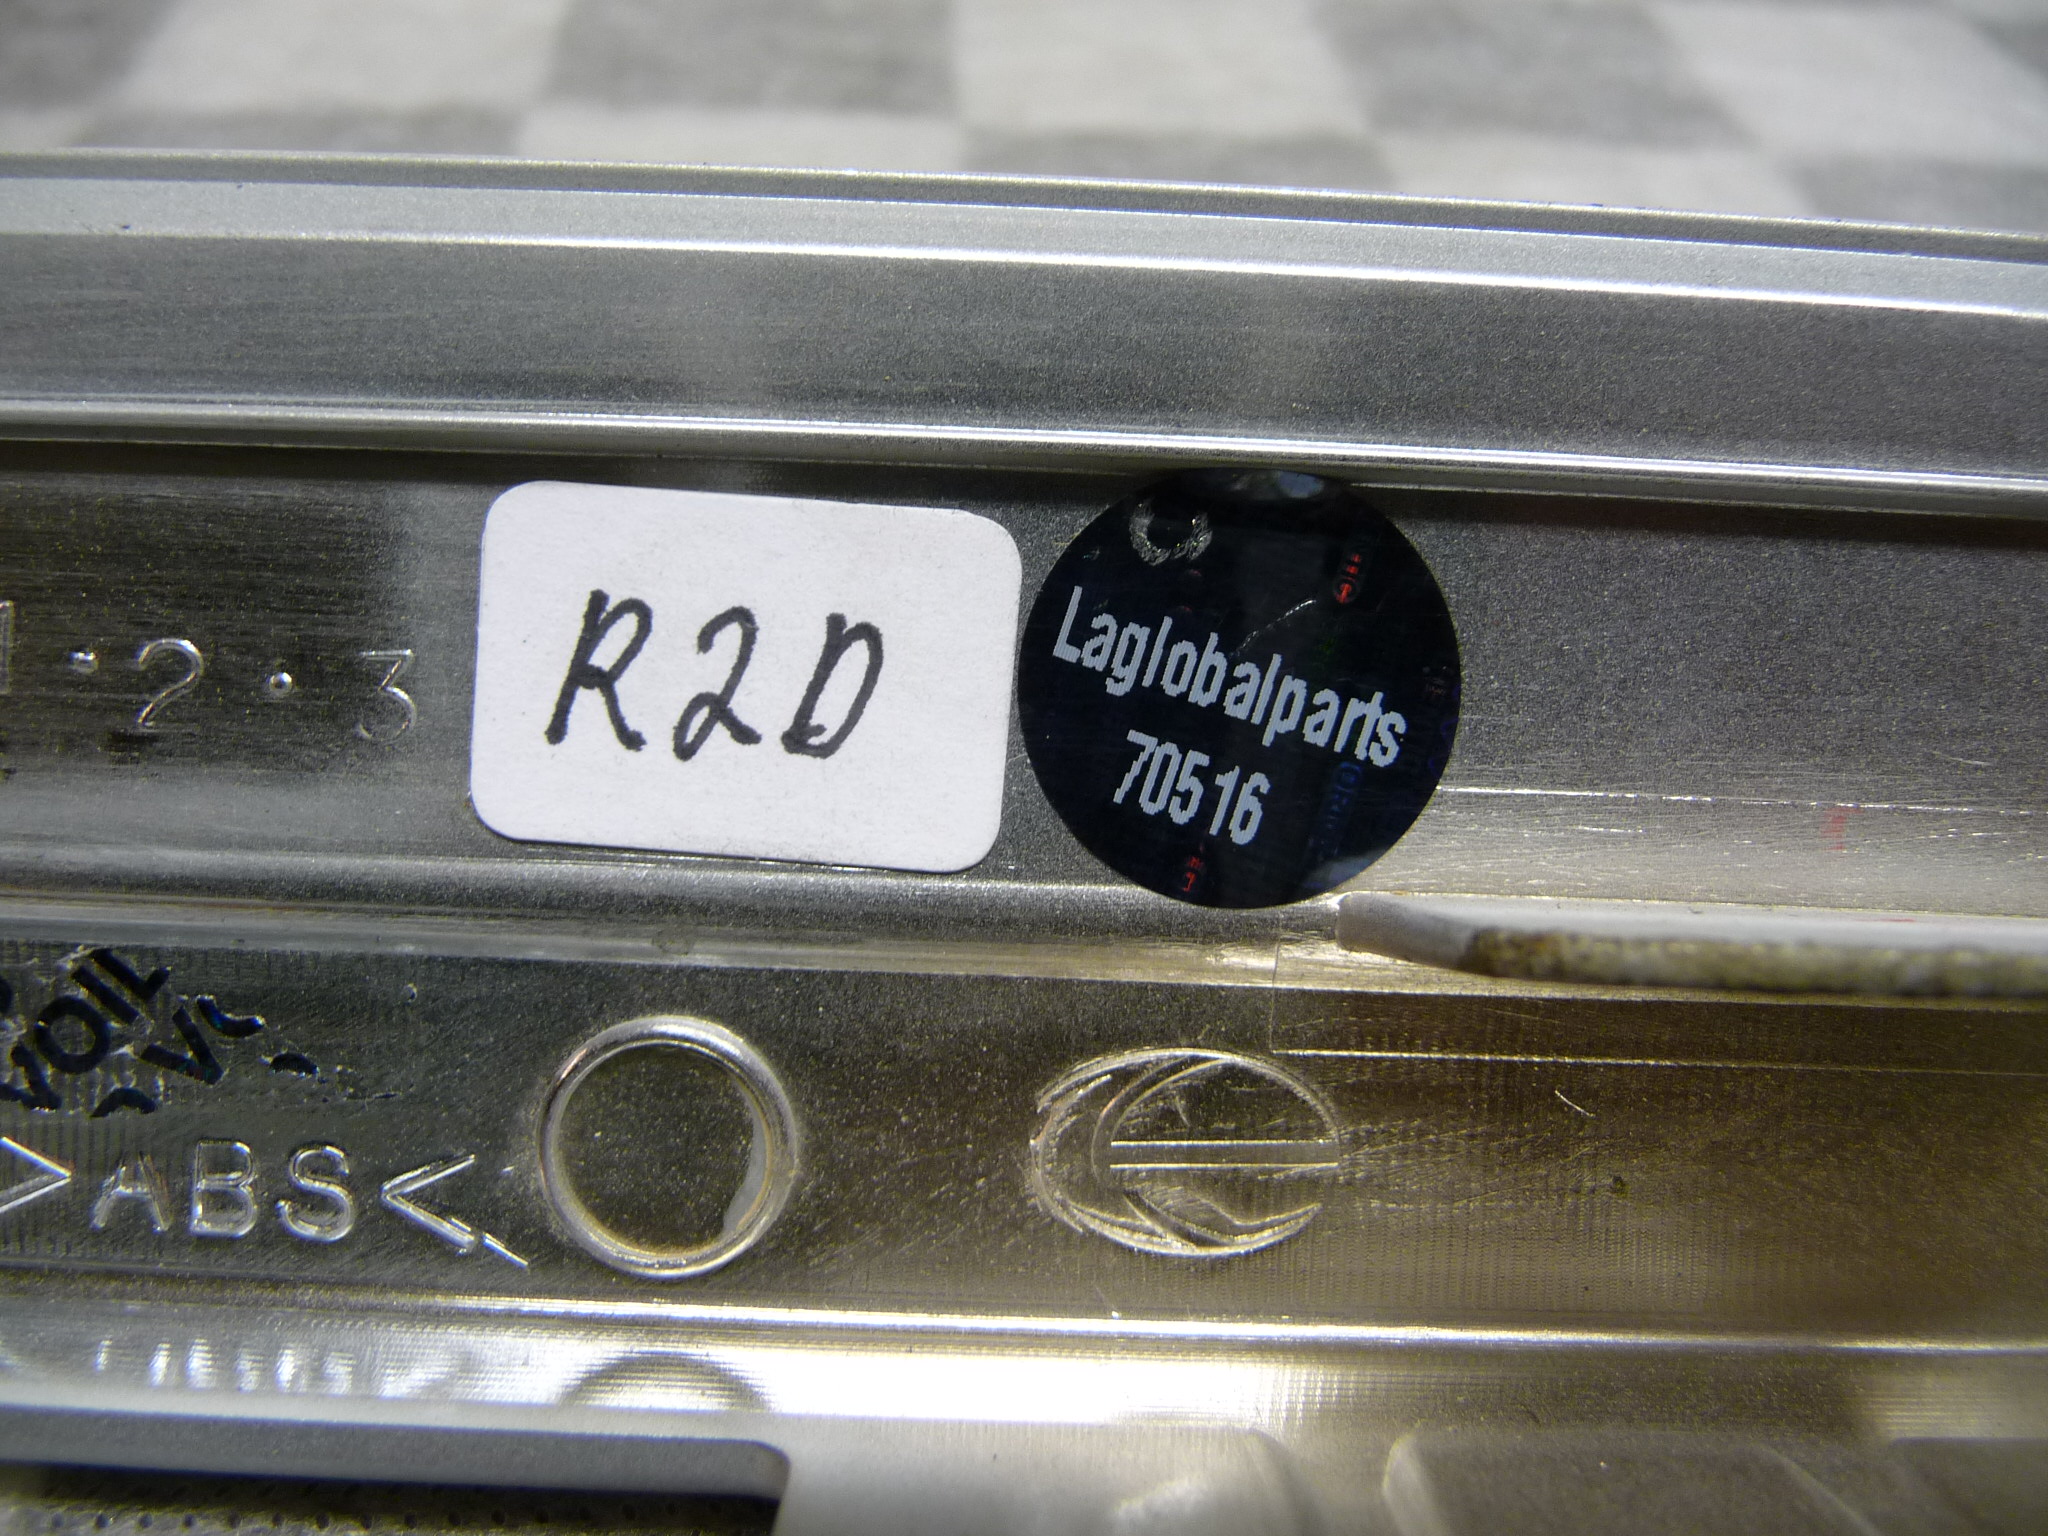 1 · 2 · 3
R2D
Laglobalparts
70516
>ABS<